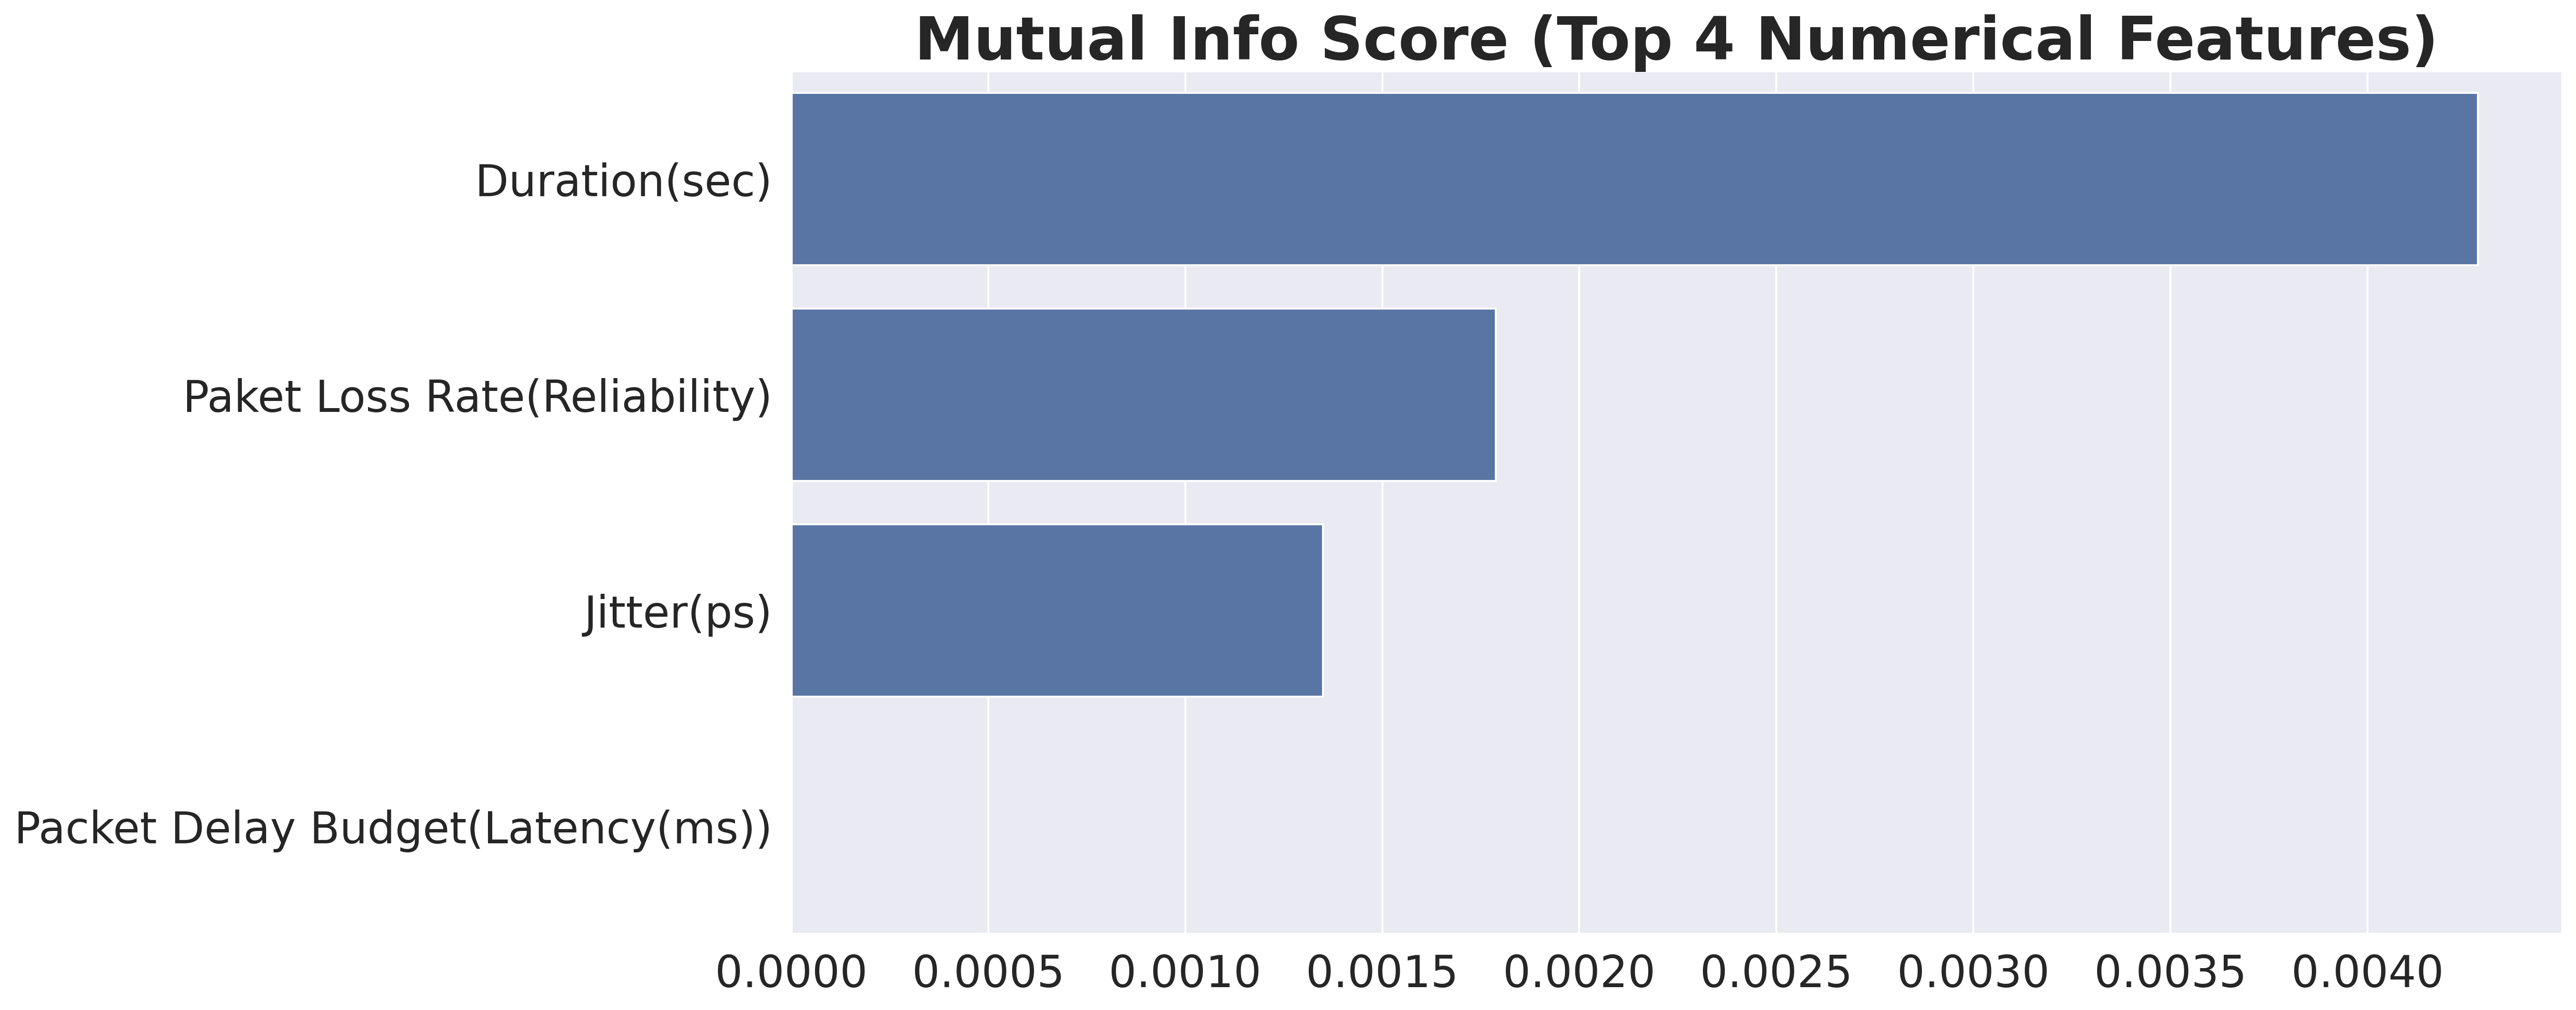 Mutual Info Score (Top 4 Numerical Features)
Duration(sec)
Paket Loss Rate(Reliability)
Jitter(ps)
Packet Delay Budget(Latency(ms))
0.0000 0.0005 0.0010 0.0015 0.0020 0.0025 0.0030 0.0035 0.0040